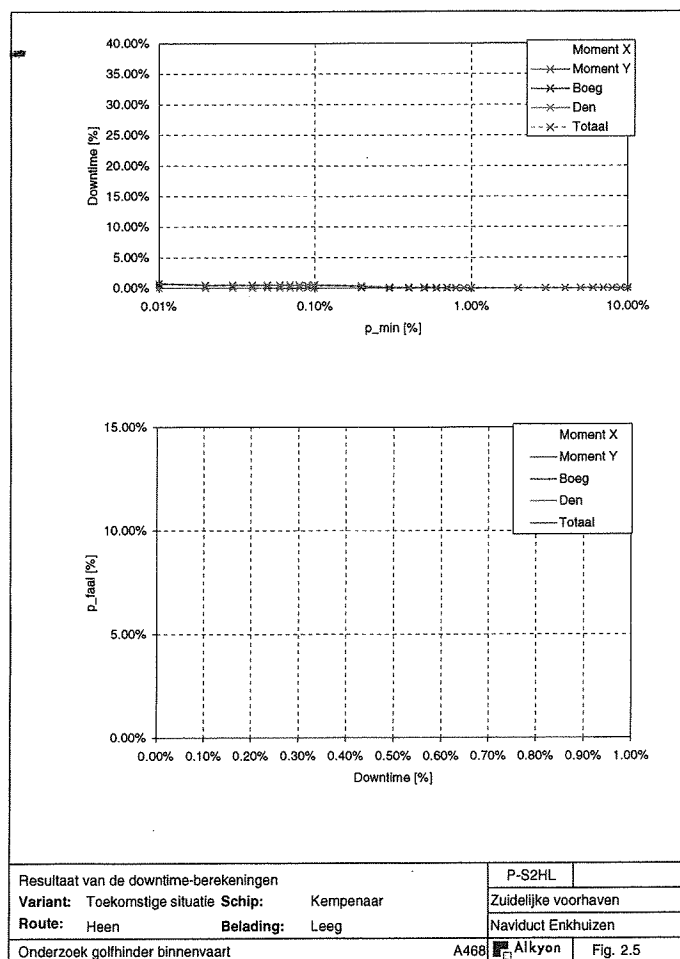 40.00%
35.00%
30.00%
25.00%
20.00%
15.00%
10.00%
5.00%
0.00%
Downtime [%]
0.01% 0.10% 1.00% 10.00%
p_min [%]
Moment X
Moment Y
Boeg
Den
Totaal
15.00%
10.00%
5.00%
0.00%
p_faal [%]
0.00% 0.10% 0.20% 0.30% 0.40% 0.50% 0.60% 0.70% 0.80% 0.90% 1.00%
Downtime [%]
Moment X
Moment Y
Boeg
Den
Totaal
Resultaat van de downtime-berekeningen
Variant: Toekomstige situatie Schip: Kempenaar
Route: Heen Belading: Leeg
P-S2HL
Zuidelijke voorhaven
Naviduct Enkhuizen
Onderzoek golfhinder binnenvaart A468 Alkyon Fig. 2.5